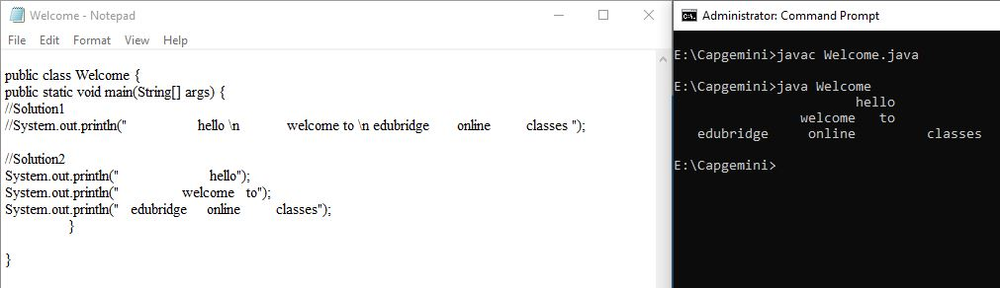 Welcome - Notepad
File Edit Format View Help
public class Welcome {
public static void main(String[] args) {
//Solution1
//System.out.println("                  hello \n            welcome to \n edubridge       online         classes ");
//Solution2
System.out.println("                       hello");
System.out.println("                welcome   to");
System.out.println("   edubridge     online         classes");
                }
}
Administrator: Command Prompt
E:\Capgemini>javac Welcome.java
E:\Capgemini>java Welcome
                       hello
                welcome   to
   edubridge     online         classes
E:\Capgemini>